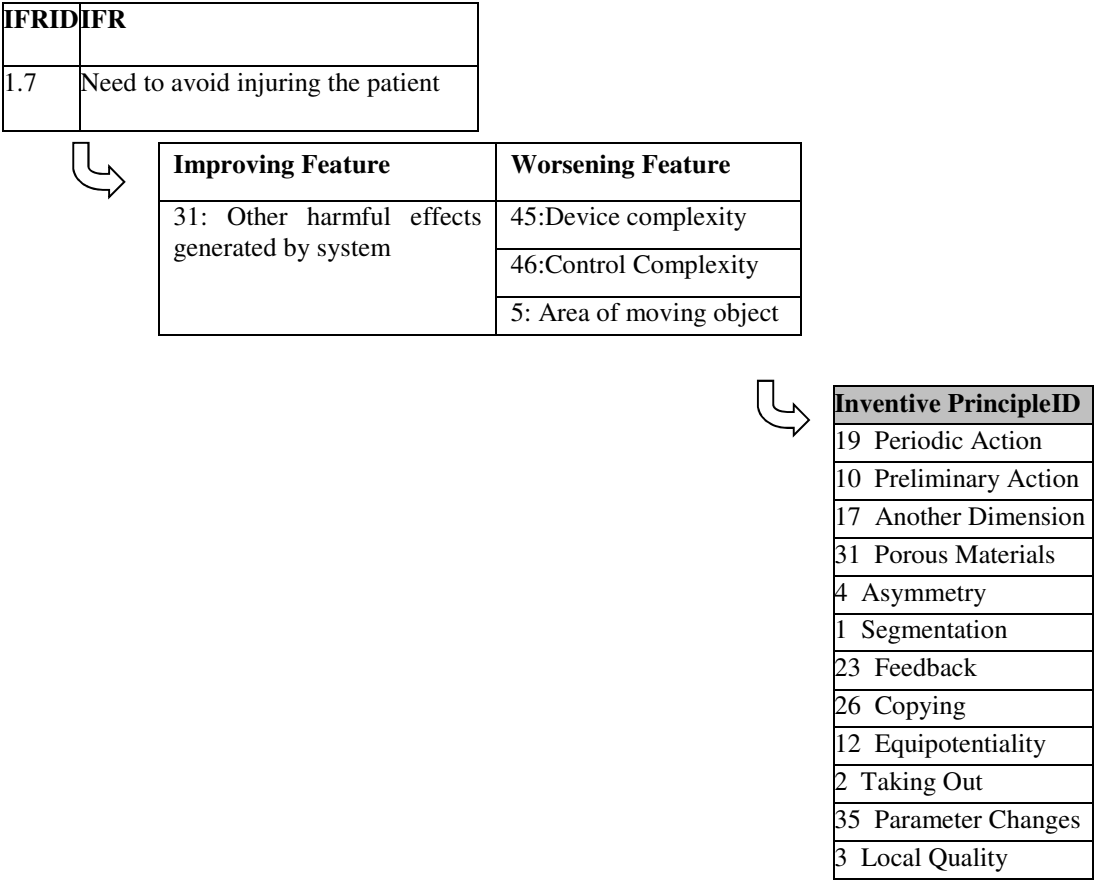 IFRID IFR
1.7 Need to avoid injuring the patient
Improving Feature Worsening Feature
31: Other harmful effects generated by system
45:Device complexity
46:Control Complexity
5: Area of moving object
Inventive PrincipleID
19 Periodic Action
10 Preliminary Action
17 Another Dimension
31 Porous Materials
4 Asymmetry
1 Segmentation
23 Feedback
26 Copying
12 Equipotentiality
2 Taking Out
35 Parameter Changes
3 Local Quality